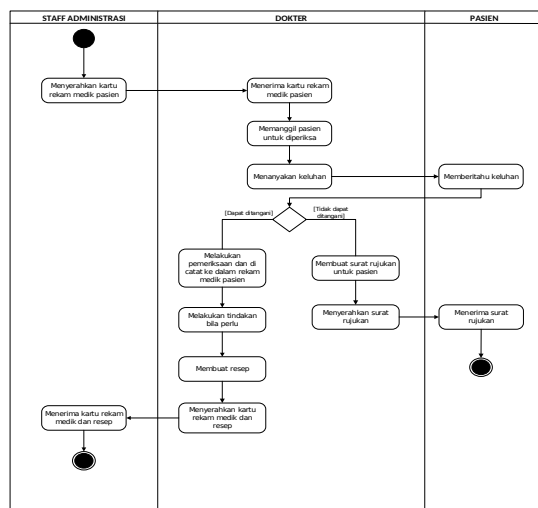 STAFF ADMINISTRASI
DOKTER
PASIEN
Menyerahkan kartu
rekam medik pasien
Menerima kartu rekam
medik pasien
Memanggil pasien
untuk diperiksa
Menanyakan keluhan
Memberitahu keluhan
[Dapat ditangani]
[Tidak dapat
ditangani]
Melakukan
pemeriksaan dan di
catat ke dalam rekam
medik pasien
Membuat surat rujukan
untuk pasien
Melakukan tindakan
bila perlu
Menyerahkan surat
rujukan
Menerima surat
rujukan
Membuat resep
Menyerahkan kartu
rekam medik dan
resep
Menerima kartu rekam
medik dan resep